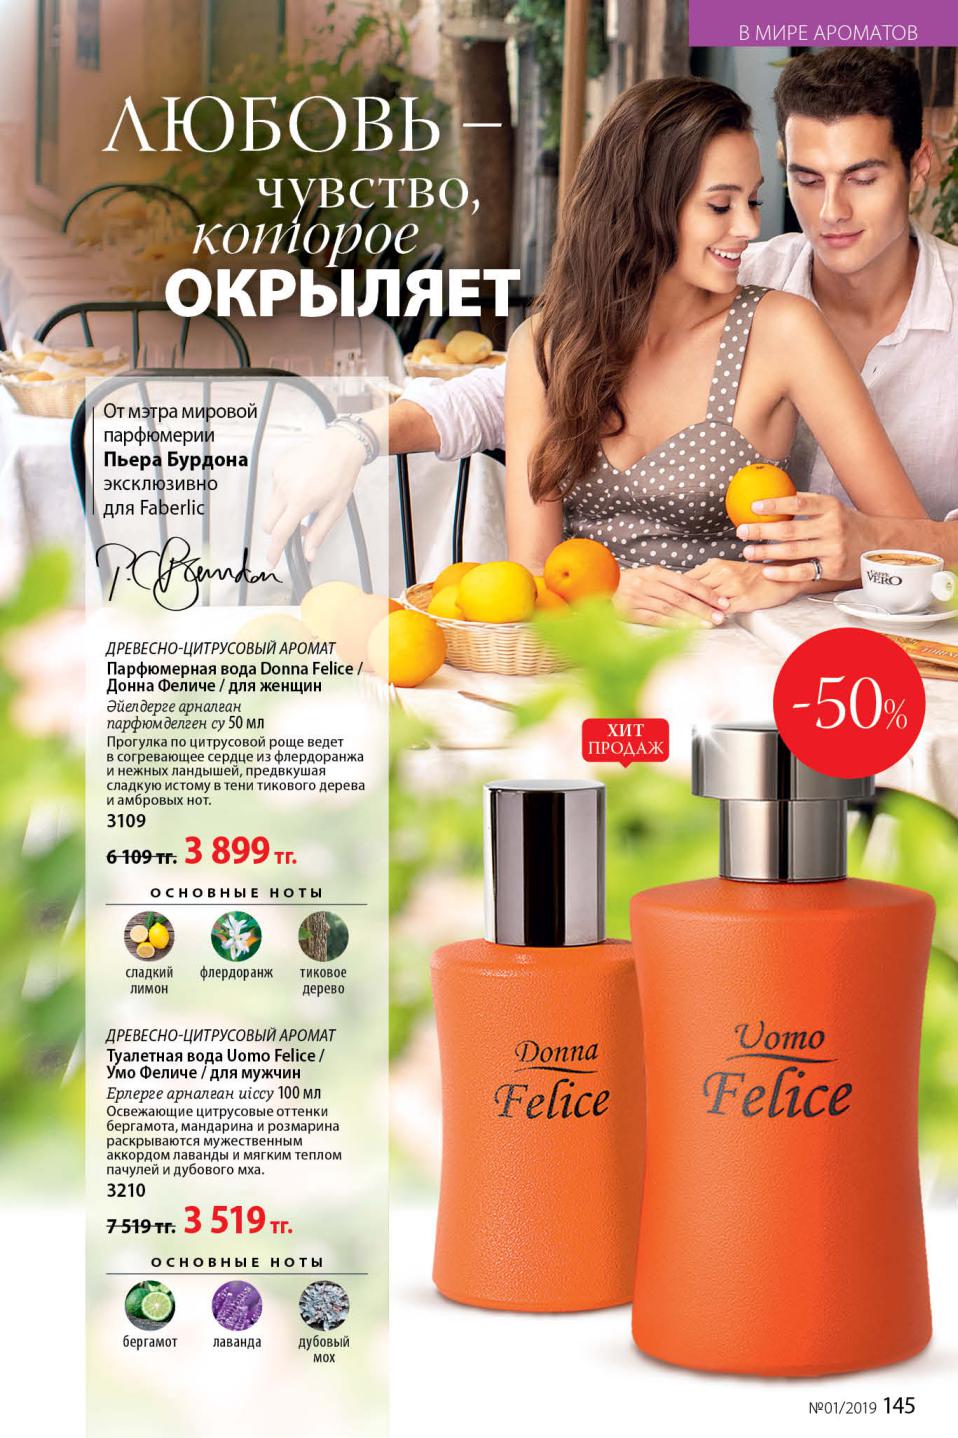 В МИРЕ АРОМАТОВ
ЛЮБОВЬ –
чувство,
которое
ОКРЫЛЯЕТ
От мэтра мировой
парфюмерии
Пьера Бурдона
эксклюзивно
для Faberlic
ДРЕВЕСНО-ЦИТРУСОВЫЙ АРОМАТ
Парфюмерная вода Donna Felice /
Донна Феличе / для женщин
Әйелдерге арналған
парфюмделген су 50 мл
Прогулка по цитрусовой роще ведет
в согревающее сердце из флердоранжа
и нежных ландышей, предвкушая
сладкую истому в тени тикового дерева
и амбровых нот.
3109
6 109 тг. 3 899 тг.
ОСНОВНЫЕ НОТЫ
сладкий
лимон
флердоранж
тиковое
дерево
ДРЕВЕСНО-ЦИТРУСОВЫЙ АРОМАТ
Туалетная вода Uomo Felice /
Умо Феличе / для мужчин
Ерлерге арналған иіссу 100 мл
Освежающие цитрусовые оттенки
бергамота, мандарина и розмарина
раскрываются мужественным
аккордом лаванды и мягким теплом
пачулей и дубового мха.
3210
7 519 тг. 3 519 тг.
ОСНОВНЫЕ НОТЫ
бергамот
лаванда
дубовый
мох
CAFFE
VERO
-50%
ХИТ
ПРОДАЖ
Donna
Felice
Uomo
Felice
№01/2019 145